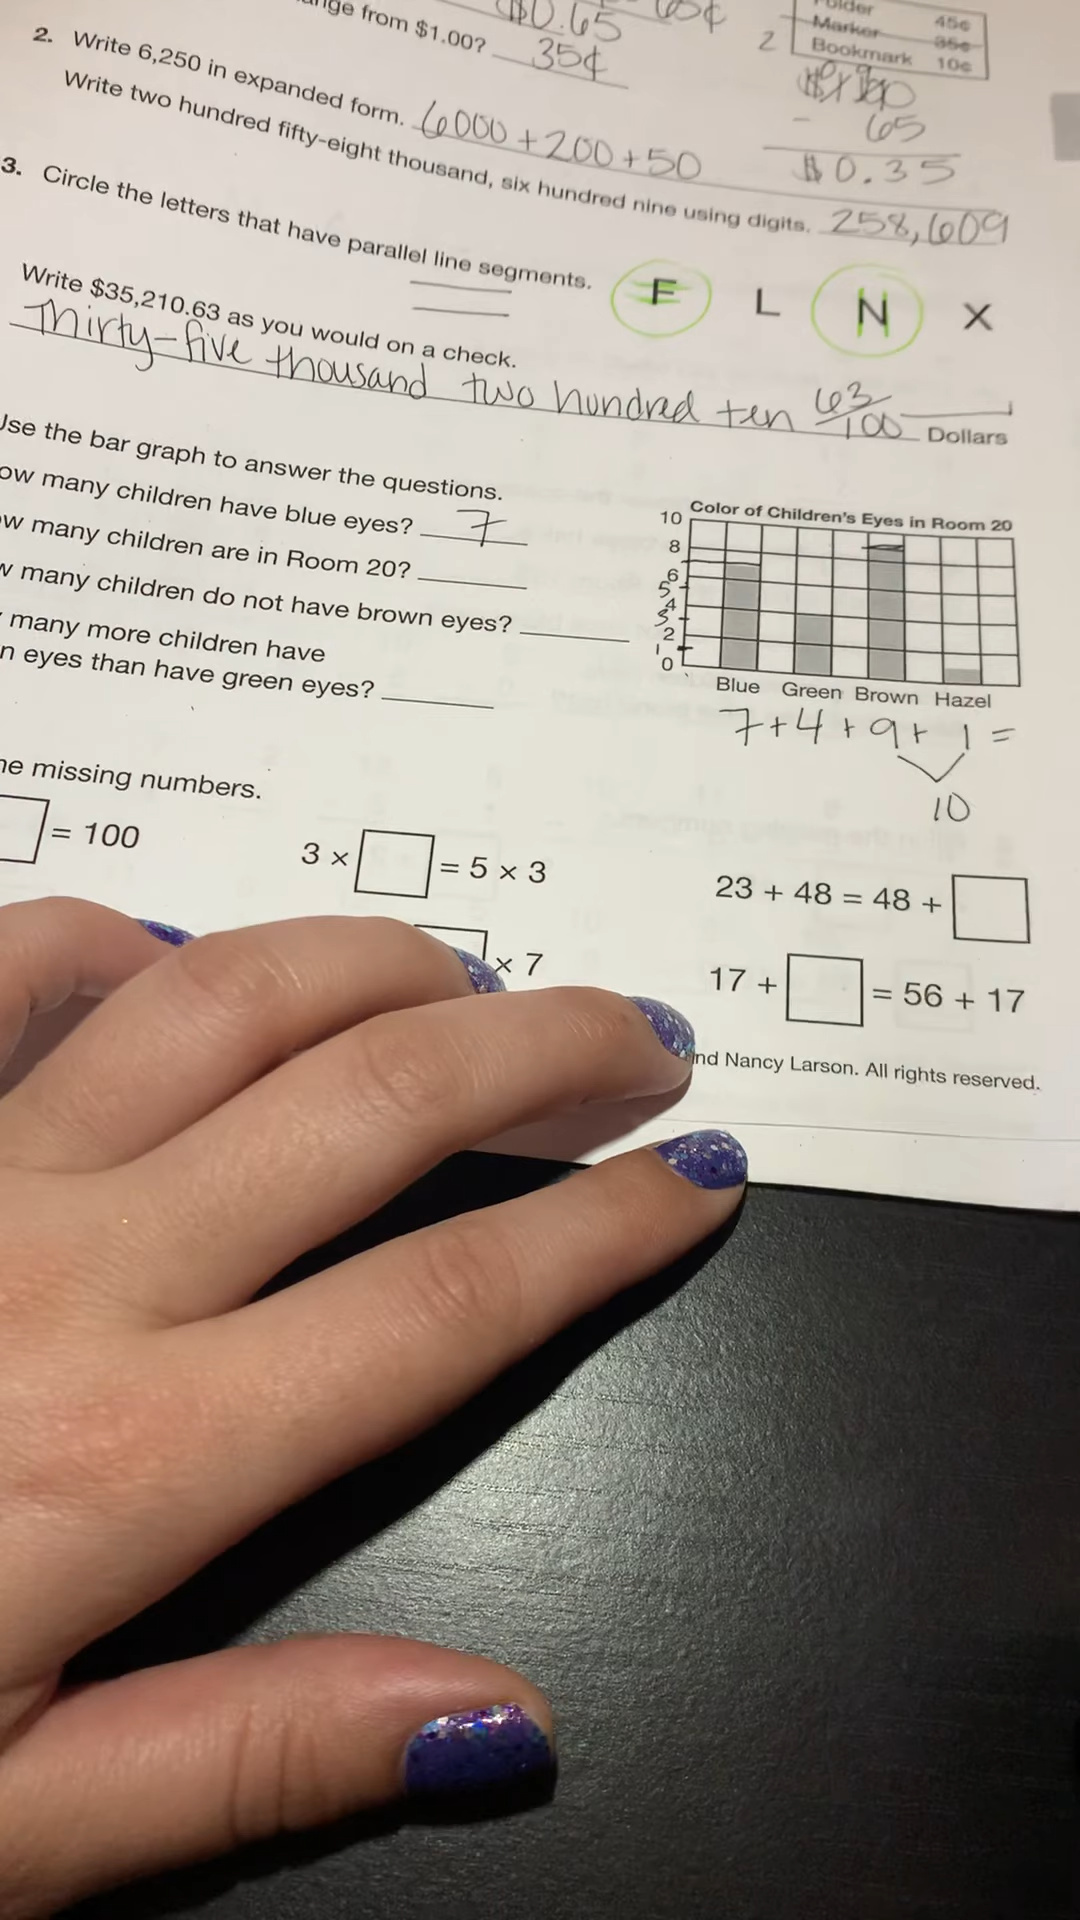 $0.65 65¢
ange from $1.00? 35¢
2
Folder 45¢
Marker 35¢
Bookmark 10¢
- 65
$0.35
2. Write 6,250 in expanded form. 6000 + 200 + 50
Write two hundred fifty-eight thousand, six hundred nine using digits. 258,609
3. Circle the letters that have parallel line segments. F L N X
Write $35,210.63 as you would on a check.
Thirty-five thousand two hundred ten 63/100 Dollars
Use the bar graph to answer the questions.
ow many children have blue eyes? 7
w many children are in Room 20?
w many children do not have brown eyes?
many more children have
n eyes than have green eyes?
Color of Children's Eyes in Room 20
10
8
6
5
4
3
2
1
0
Blue Green Brown Hazel
7 + 4 + 9 + 1 =
10
he missing numbers.
= 100
3 × = 5 × 3
23 + 48 = 48 +
× 7
17 + = 56 + 17
and Nancy Larson. All rights reserved.